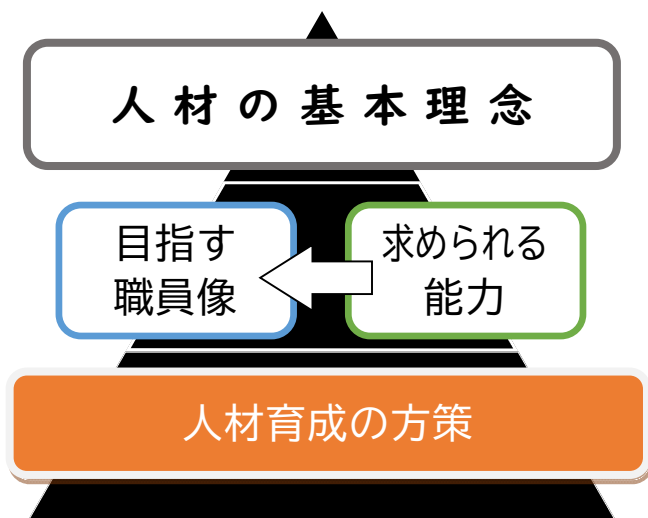 人材の基本理念
目指す
職員像
求められる
能力
人材育成の方策